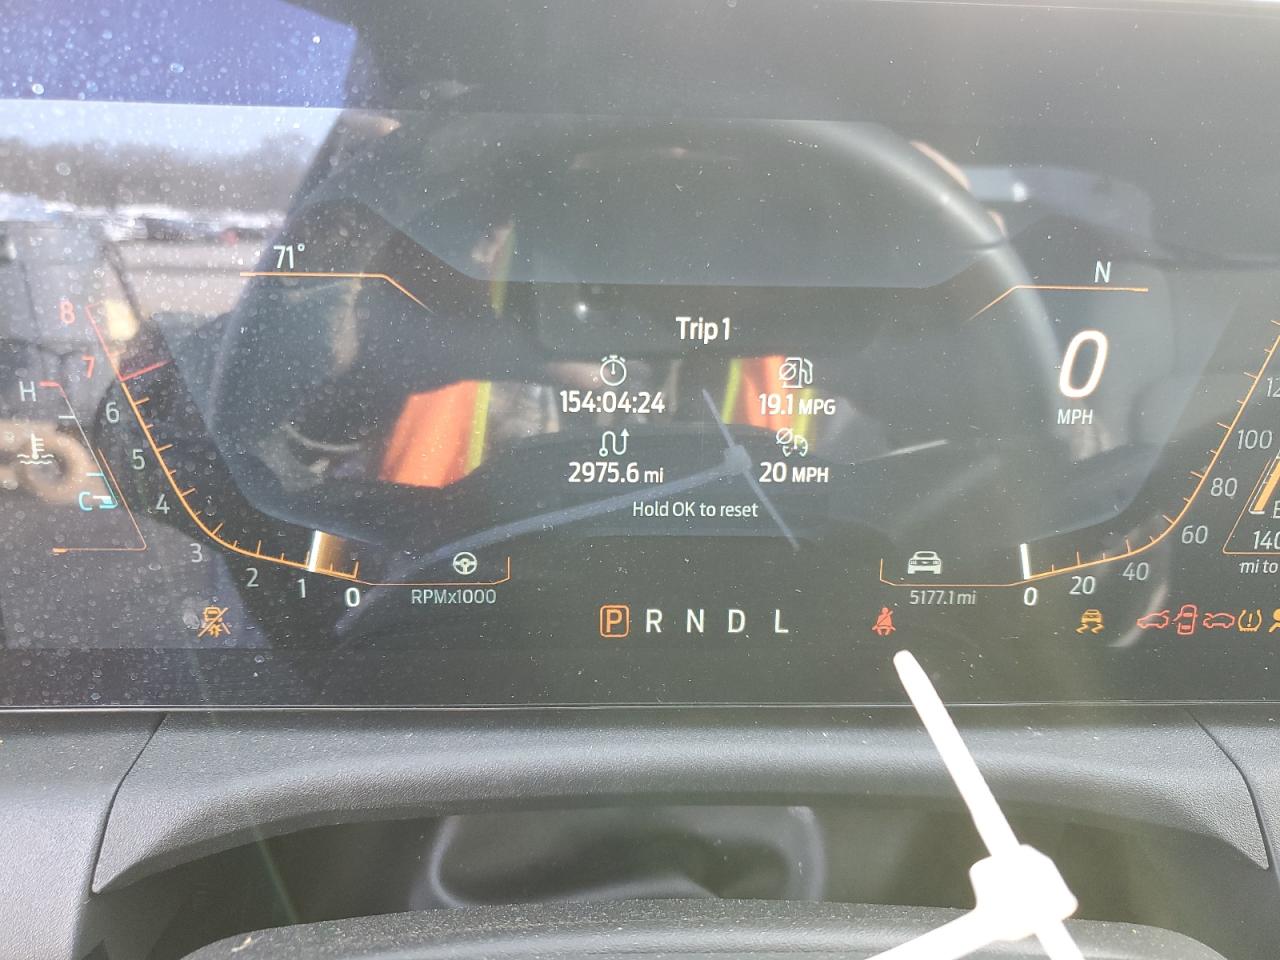 71°
N
Trip 1
154:04:24
19.1 MPG
2975.6 mi
20 MPH
Hold OK to reset
0
MPH
8
7
6
5
4
3
2
1
0
RPMx1000
H
C
P R N D L
5177.1 mi
0
20
40
60
80
100
E
mi to